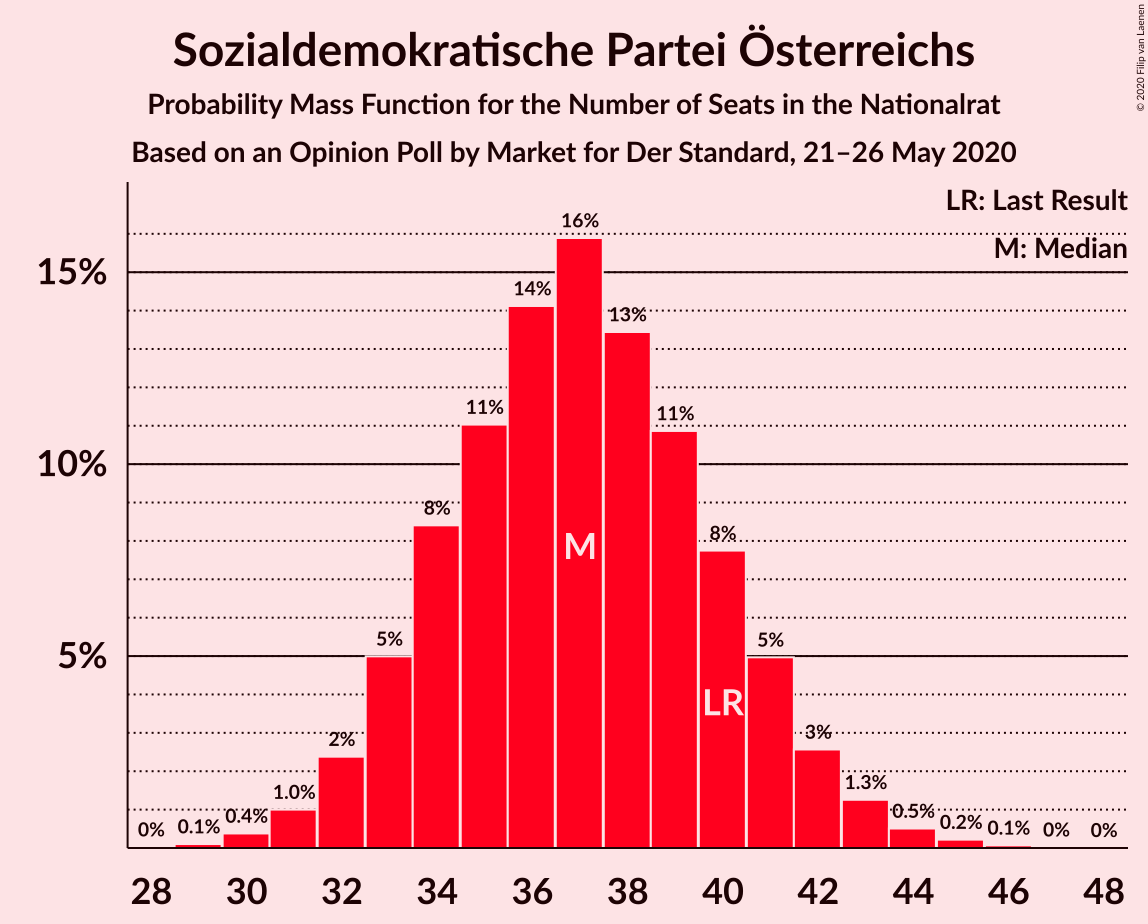 Sozialdemokratische Partei Österreichs
Probability Mass Function for the Number of Seats in the Nationalrat
Based on an Opinion Poll by Market for Der Standard, 21–26 May 2020
© 2020 Filip van Laenen
LR: Last Result
M: Median
15%
10%
5%
0%
0.1%
0.4%
1.0%
2%
5%
8%
11%
14%
16%
13%
11%
8%
5%
3%
1.3%
0.5%
0.2%
0.1%
0%
0%
M
LR
28 30 32 34 36 38 40 42 44 46 48